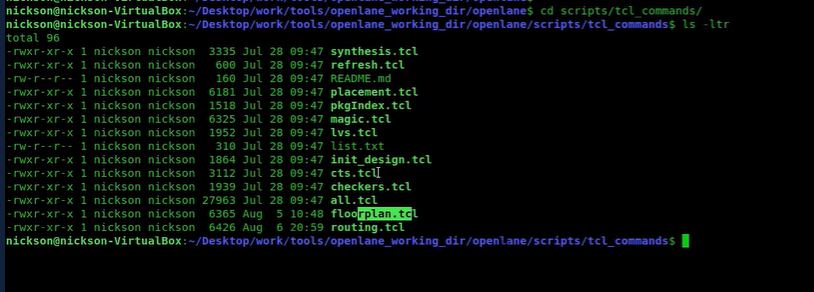 nickson@nickson-VirtualBox:~/Desktop/work/tools/openlane_working_dir/openlane$ cd scripts/tcl_commands/
nickson@nickson-VirtualBox:~/Desktop/work/tools/openlane_working_dir/openlane/scripts/tcl_commands$ ls -ltr
total 96
-rwxr-xr-x 1 nickson nickson  3335 Jul 28 09:47 synthesis.tcl
-rwxr-xr-x 1 nickson nickson   600 Jul 28 09:47 refresh.tcl
-rw-r--r-- 1 nickson nickson   160 Jul 28 09:47 README.md
-rwxr-xr-x 1 nickson nickson  6181 Jul 28 09:47 placement.tcl
-rwxr-xr-x 1 nickson nickson  1518 Jul 28 09:47 pkgIndex.tcl
-rwxr-xr-x 1 nickson nickson  6325 Jul 28 09:47 magic.tcl
-rwxr-xr-x 1 nickson nickson  1952 Jul 28 09:47 lvs.tcl
-rw-r--r-- 1 nickson nickson   310 Jul 28 09:47 list.txt
-rwxr-xr-x 1 nickson nickson  1864 Jul 28 09:47 init_design.tcl
-rwxr-xr-x 1 nickson nickson  3112 Jul 28 09:47 cts.tcl
-rwxr-xr-x 1 nickson nickson  1939 Jul 28 09:47 checkers.tcl
-rwxr-xr-x 1 nickson nickson 27963 Jul 28 09:47 all.tcl
-rwxr-xr-x 1 nickson nickson  6365 Aug  5 10:48 floorplan.tcl
-rwxr-xr-x 1 nickson nickson  6426 Aug  6 20:59 routing.tcl
nickson@nickson-VirtualBox:~/Desktop/work/tools/openlane_working_dir/openlane/scripts/tcl_commands$